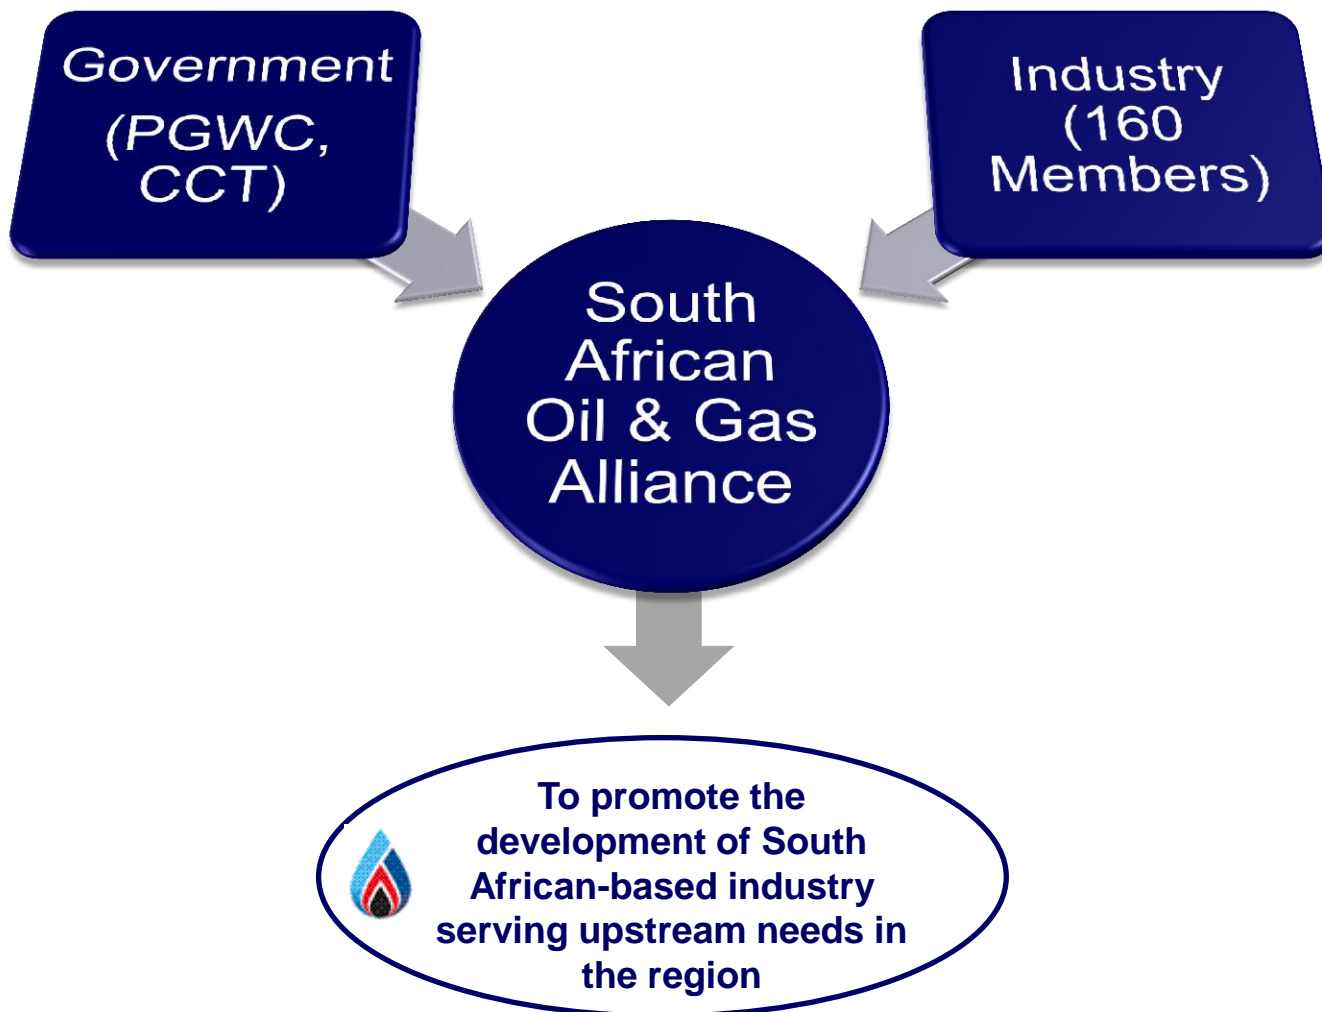 Government
(PGWC,
CCT)
Industry
(160
Members)
South
African
Oil & Gas
Alliance
To promote the
development of South
African-based industry
serving upstream needs in
the region